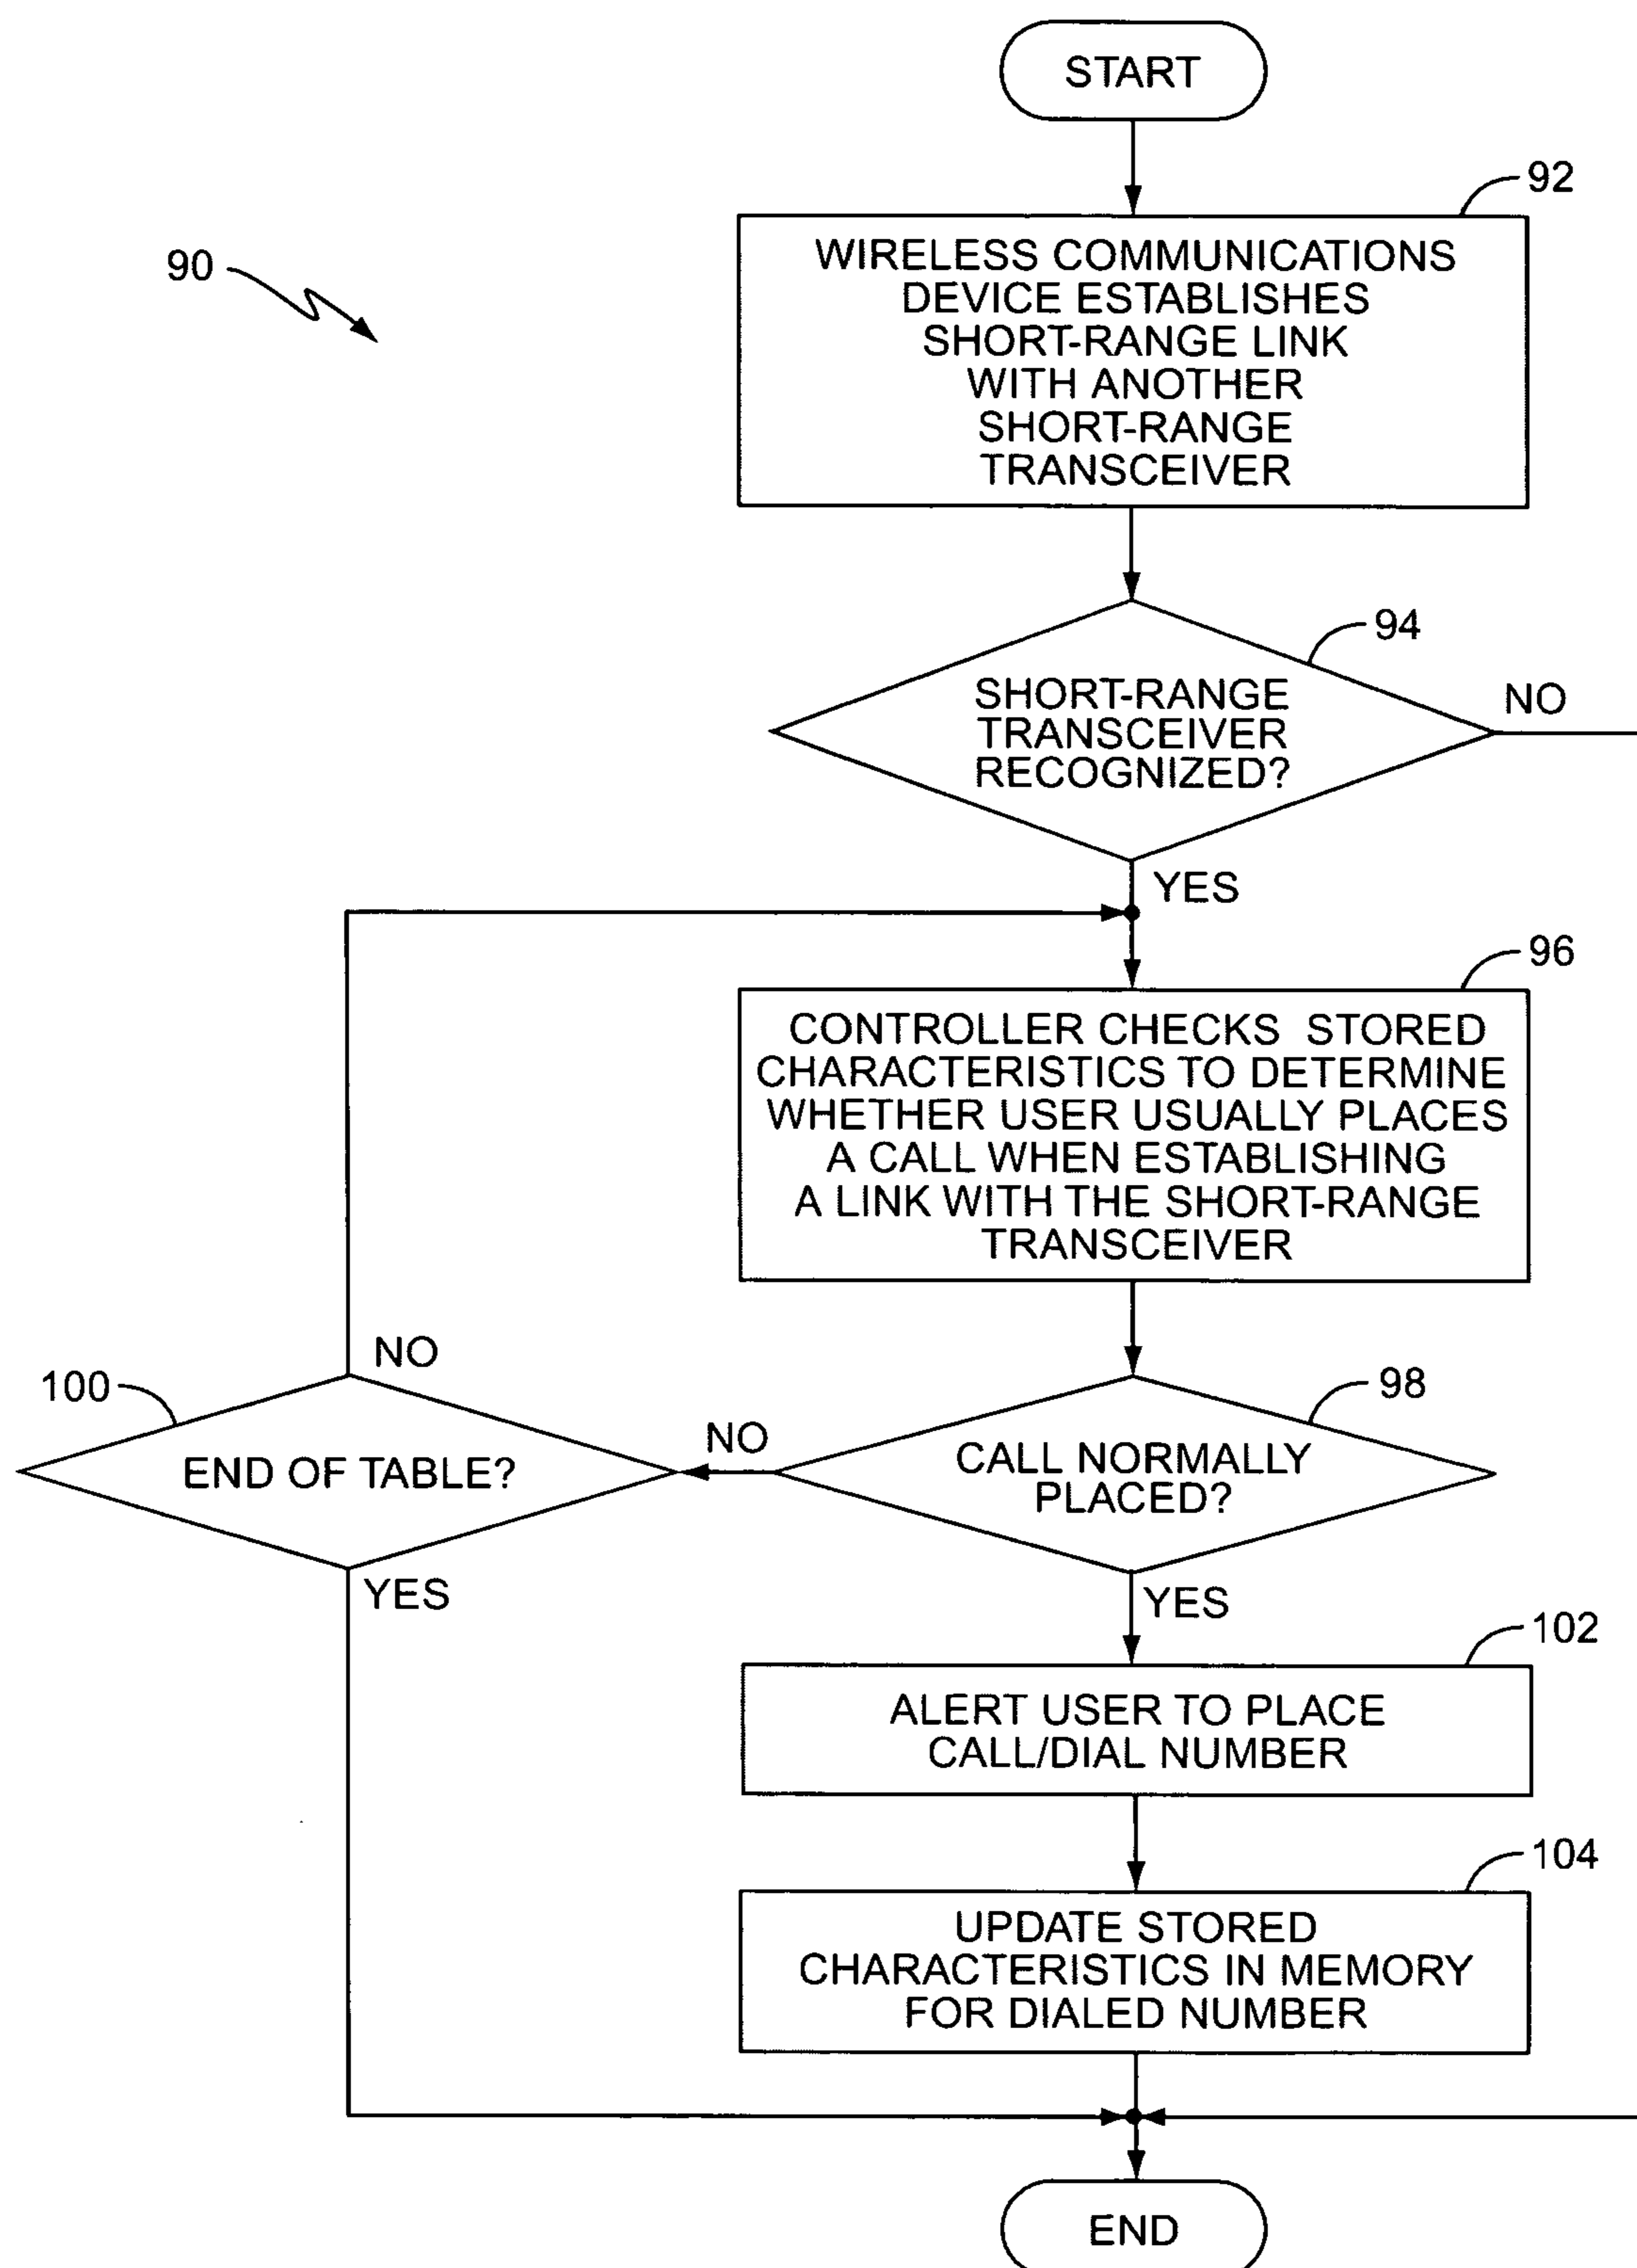 START
92
90
WIRELESS COMMUNICATIONS
DEVICE ESTABLISHES
SHORT-RANGE LINK
WITH ANOTHER
SHORT-RANGE
TRANSCEIVER
94
SHORT-RANGE
TRANSCEIVER
RECOGNIZED?
NO
YES
96
CONTROLLER CHECKS STORED
CHARACTERISTICS TO DETERMINE
WHETHER USER USUALLY PLACES
A CALL WHEN ESTABLISHING
A LINK WITH THE SHORT-RANGE
TRANSCEIVER
NO
100
98
END OF TABLE?
NO
CALL NORMALLY
PLACED?
YES
YES
102
ALERT USER TO PLACE
CALL/DIAL NUMBER
104
UPDATE STORED
CHARACTERISTICS IN MEMORY
FOR DIALED NUMBER
END